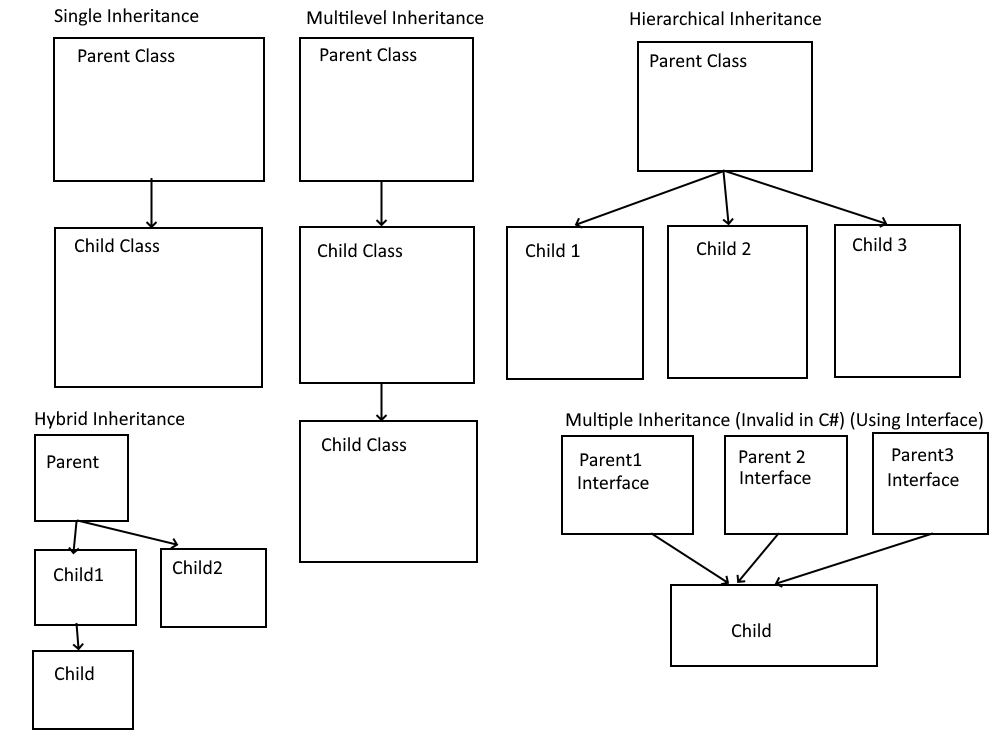 Single Inheritance
Parent Class
Child Class
Multilevel Inheritance
Parent Class
Child Class
Child Class
Hierarchical Inheritance
Parent Class
Child 1
Child 2
Child 3
Hybrid Inheritance
Parent
Child1
Child2
Child
Multiple Inheritance (Invalid in C#) (Using Interface)
Parent1
Interface
Parent 2
Interface
Parent3
Interface
Child